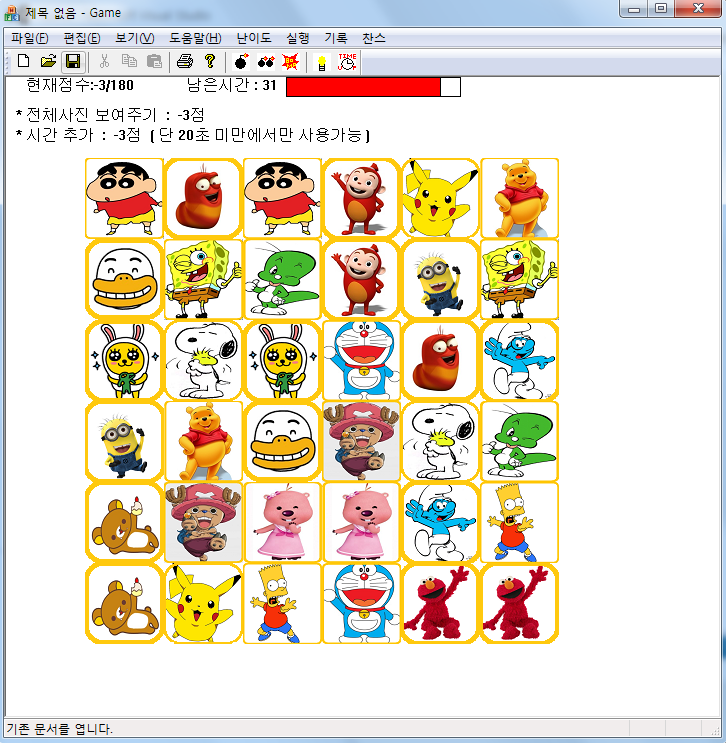 제목 없음 - Game
파일(F) 편집(E) 보기(V) 도움말(H) 난이도 실행 기록 찬스
TIME
현재점수:-3/180 남은시간 : 31
* 전체사진 보여주기 : -3점
* 시간 추가 : -3점 ( 단 20초 미만에서만 사용가능 )
기존 문서를 엽니다.